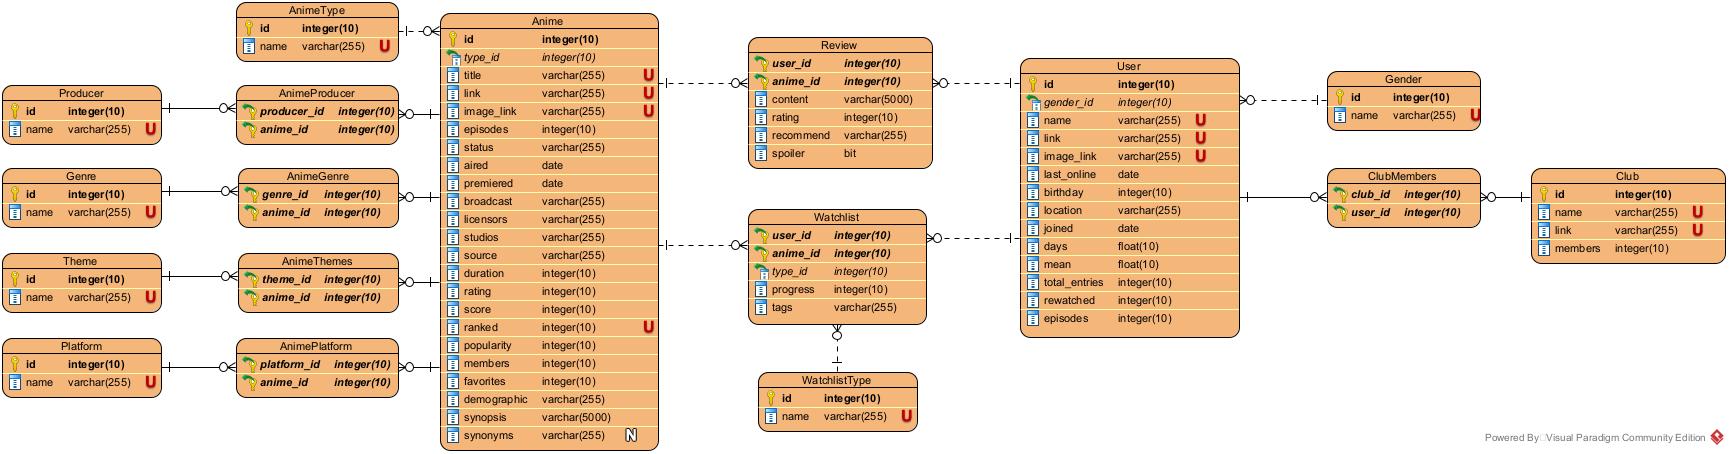 AnimeType
id integer(10)
name varchar(255) U
Producer
id integer(10)
name varchar(255) U
AnimeProducer
producer_id integer(10)
anime_id integer(10)
Genre
id integer(10)
name varchar(255) U
AnimeGenre
genre_id integer(10)
anime_id integer(10)
Theme
id integer(10)
name varchar(255) U
AnimeThemes
theme_id integer(10)
anime_id integer(10)
Platform
id integer(10)
name varchar(255) U
AnimePlatform
platform_id integer(10)
anime_id integer(10)
Anime
id integer(10)
type_id integer(10)
title varchar(255) U
link varchar(255) U
image_link varchar(255) U
episodes integer(10)
status varchar(255)
aired date
premiered date
broadcast varchar(255)
licensors varchar(255)
studios varchar(255)
source varchar(255)
duration integer(10)
rating integer(10)
score integer(10)
ranked integer(10) U
popularity integer(10)
members integer(10)
favorites integer(10)
demographic varchar(255)
synopsis varchar(5000)
synonyms varchar(255) N
Review
user_id integer(10)
anime_id integer(10)
content varchar(5000)
rating integer(10)
recommend varchar(255)
spoiler bit
Watchlist
user_id integer(10)
anime_id integer(10)
type_id integer(10)
progress integer(10)
tags varchar(255)
WatchlistType
id integer(10)
name varchar(255) U
User
id integer(10)
gender_id integer(10)
name varchar(255) U
link varchar(255) U
image_link varchar(255) U
last_online date
birthday integer(10)
location varchar(255)
joined date
days float(10)
mean float(10)
total_entries integer(10)
rewatched integer(10)
episodes integer(10)
Gender
id integer(10)
name varchar(255) U
ClubMembers
club_id integer(10)
user_id integer(10)
Club
id integer(10)
name varchar(255) U
link varchar(255) U
members integer(10)
Powered By Visual Paradigm Community Edition